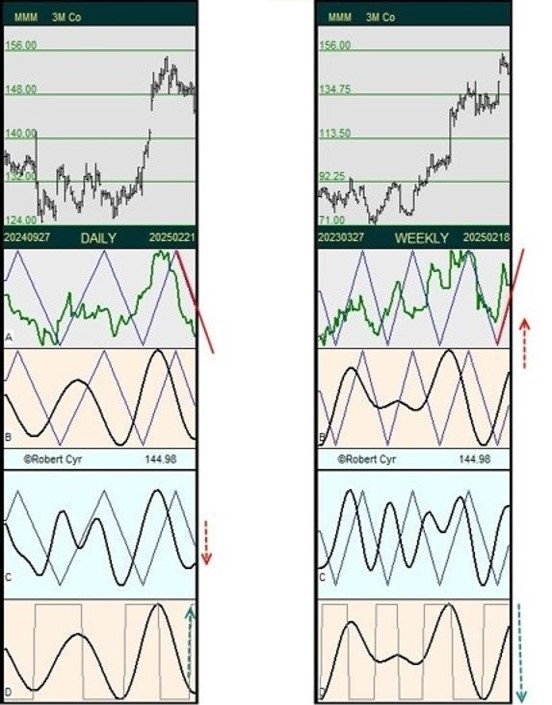 MMM 3M Co
156.00
148.00
140.00
132.00
124.00
20240927 DAILY 20250221
A
B
©Robert Cyr 144.98
C
D
MMM 3M Co
156.00
134.75
113.50
92.25
71.00
20230327 WEEKLY 20250218
A
B
©Robert Cyr 144.98
C
D